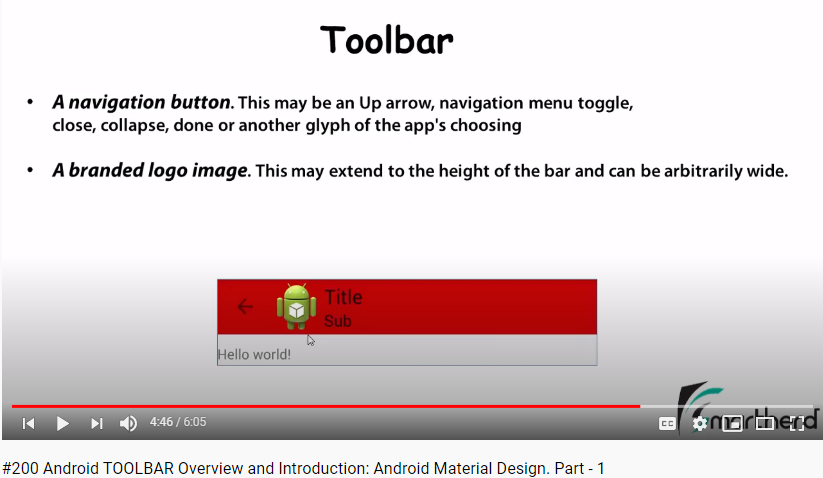 Toolbar
• A navigation button. This may be an Up arrow, navigation menu toggle,
close, collapse, done or another glyph of the app's choosing
• A branded logo image. This may extend to the height of the bar and can be arbitrarily wide.
Title
Sub
Hello world!
4:46 / 6:05
CC
smartherd
#200 Android TOOLBAR Overview and Introduction: Android Material Design. Part - 1